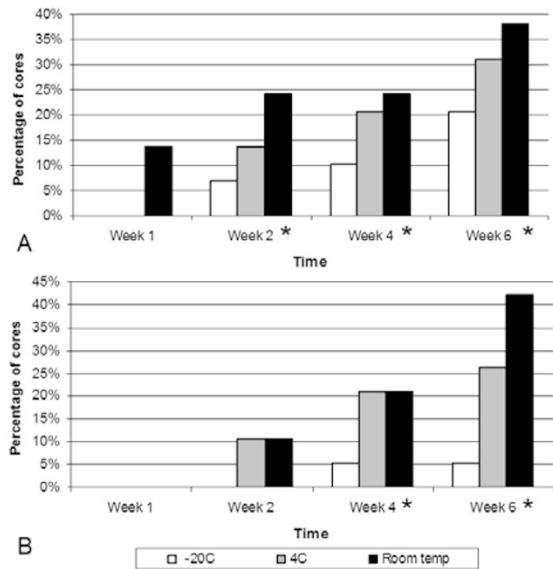 40%
35%
30%
25%
20%
15%
10%
5%
0%
Percentage of cores
A
Week 1 Week 2 * Week 4 * Week 6 *
Time
45%
40%
35%
30%
25%
20%
15%
10%
5%
0%
Percentage of cores
Week 1 Week 2 Week 4 * Week 6 *
Time
B
-20C 4C Room temp